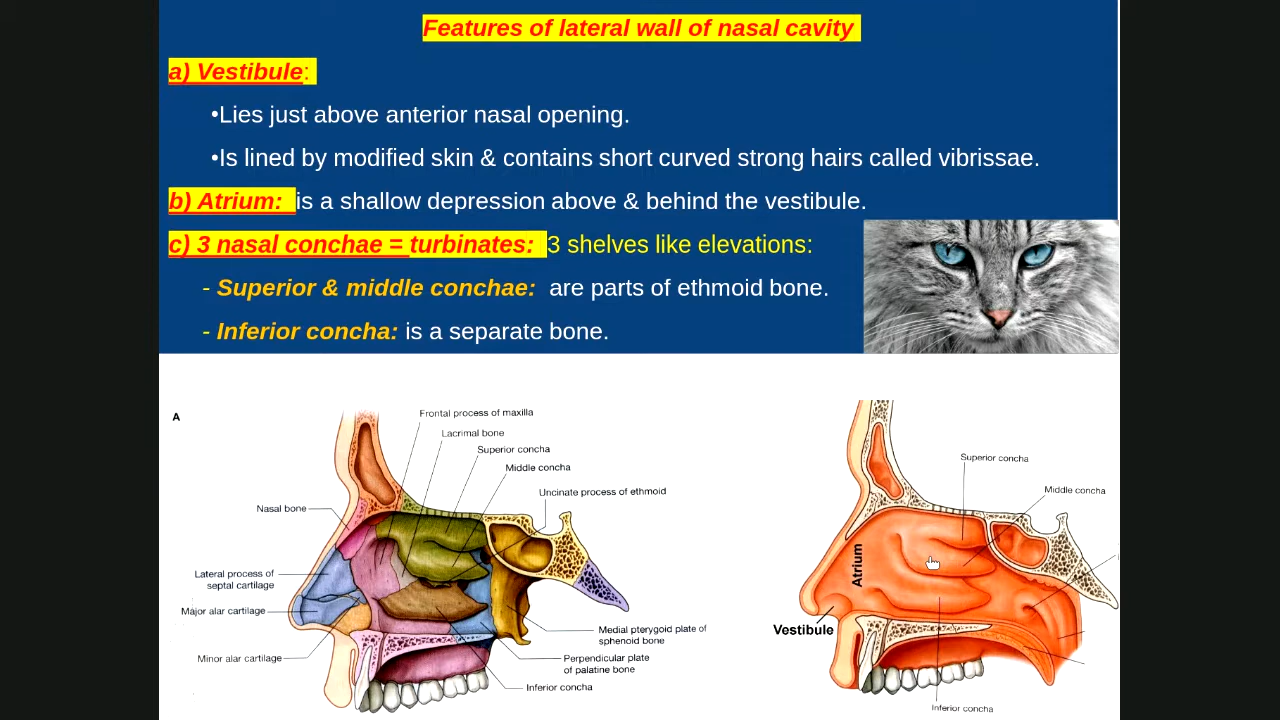 Features of lateral wall of nasal cavity
a) Vestibule:
•Lies just above anterior nasal opening.
•Is lined by modified skin & contains short curved strong hairs called vibrissae.
b) Atrium: is a shallow depression above & behind the vestibule.
c) 3 nasal conchae = turbinates: 3 shelves like elevations:
- Superior & middle conchae: are parts of ethmoid bone.
- Inferior concha: is a separate bone.
A
Frontal process of maxilla
Lacrimal bone
Superior concha
Middle concha
Uncinate process of ethmoid
Nasal bone
Lateral process of
septal cartilage
Major alar cartilage
Minor alar cartilage
Medial pterygoid plate of
sphenoid bone
Perpendicular plate
of palatine bone
Inferior concha
Superior concha
Middle concha
Atrium
Vestibule
Inferior concha